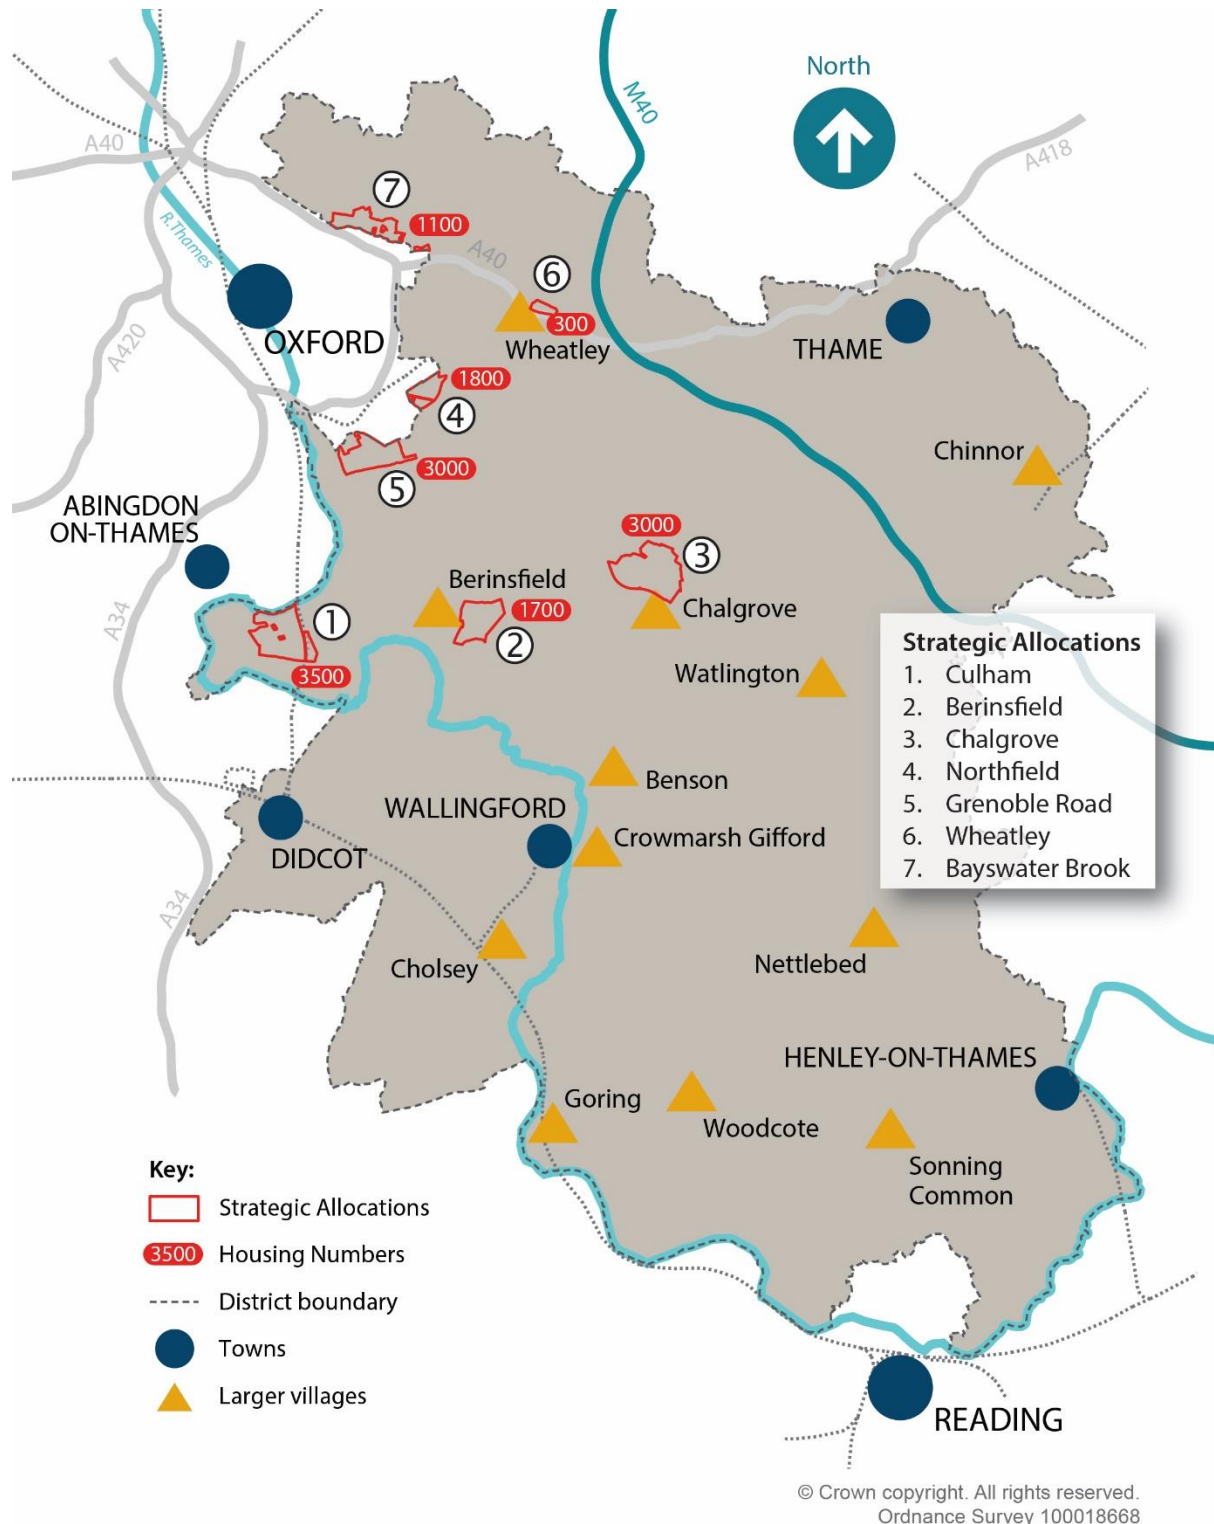 North
M40
A418
A40
7
1100
R.Thames
A40
6
300
Wheatley
OXFORD
THAME
A420
1800
4
3000
5
Chinnor
ABINGDON
ON-THAMES
3000
3
Chalgrove
Berinsfield
1700
2
A34
1
3500
Watlington
Strategic Allocations
1. Culham
2. Berinsfield
3. Chalgrove
4. Northfield
5. Grenoble Road
6. Wheatley
7. Bayswater Brook
Benson
WALLINGFORD
Crowmarsh Gifford
DIDCOT
A34
Cholsey
Nettlebed
HENLEY-ON-THAMES
Goring
Woodcote
Sonning
Common
Key:
Strategic Allocations
3500 Housing Numbers
District boundary
Towns
Larger villages
READING
© Crown copyright. All rights reserved.
Ordnance Survey 100018668